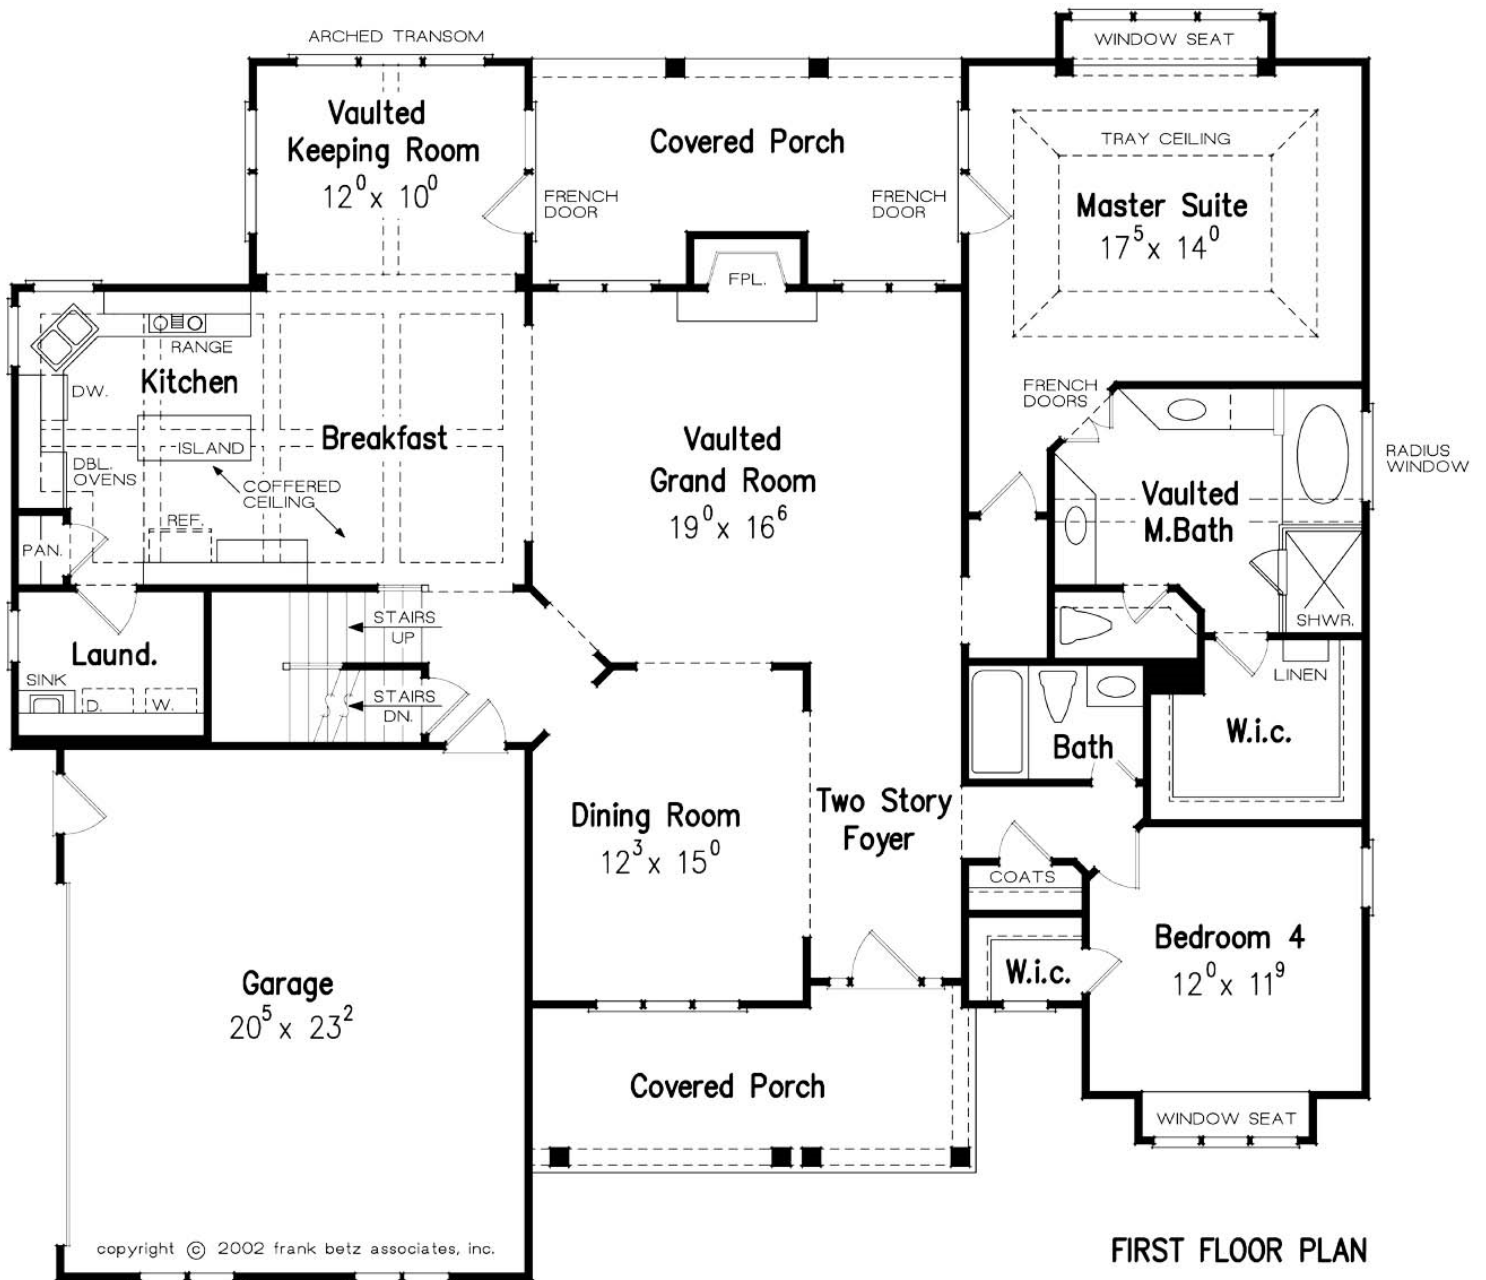 ARCHED TRANSOM
WINDOW SEAT
Vaulted
Keeping Room
12⁰ x 10⁰
Covered Porch
FRENCH
DOOR
FRENCH
DOOR
TRAY CEILING
Master Suite
17⁵ x 14⁰
FPL.
RANGE
Kitchen
DW.
ISLAND
Breakfast
DBL.
OVENS
COFFERED
CEILING
REF.
PAN.
Vaulted
Grand Room
19⁰ x 16⁶
FRENCH
DOORS
RADIUS
WINDOW
Vaulted
M.Bath
SHWR.
STAIRS
UP
Laund.
SINK
D.
W.
STAIRS
DN.
LINEN
W.i.c.
Bath
Dining Room
12³ x 15⁰
Two Story
Foyer
COATS
W.i.c.
Bedroom 4
12⁰ x 11⁹
Garage
20⁵ x 23²
Covered Porch
WINDOW SEAT
copyright © 2002 frank betz associates, inc.
FIRST FLOOR PLAN